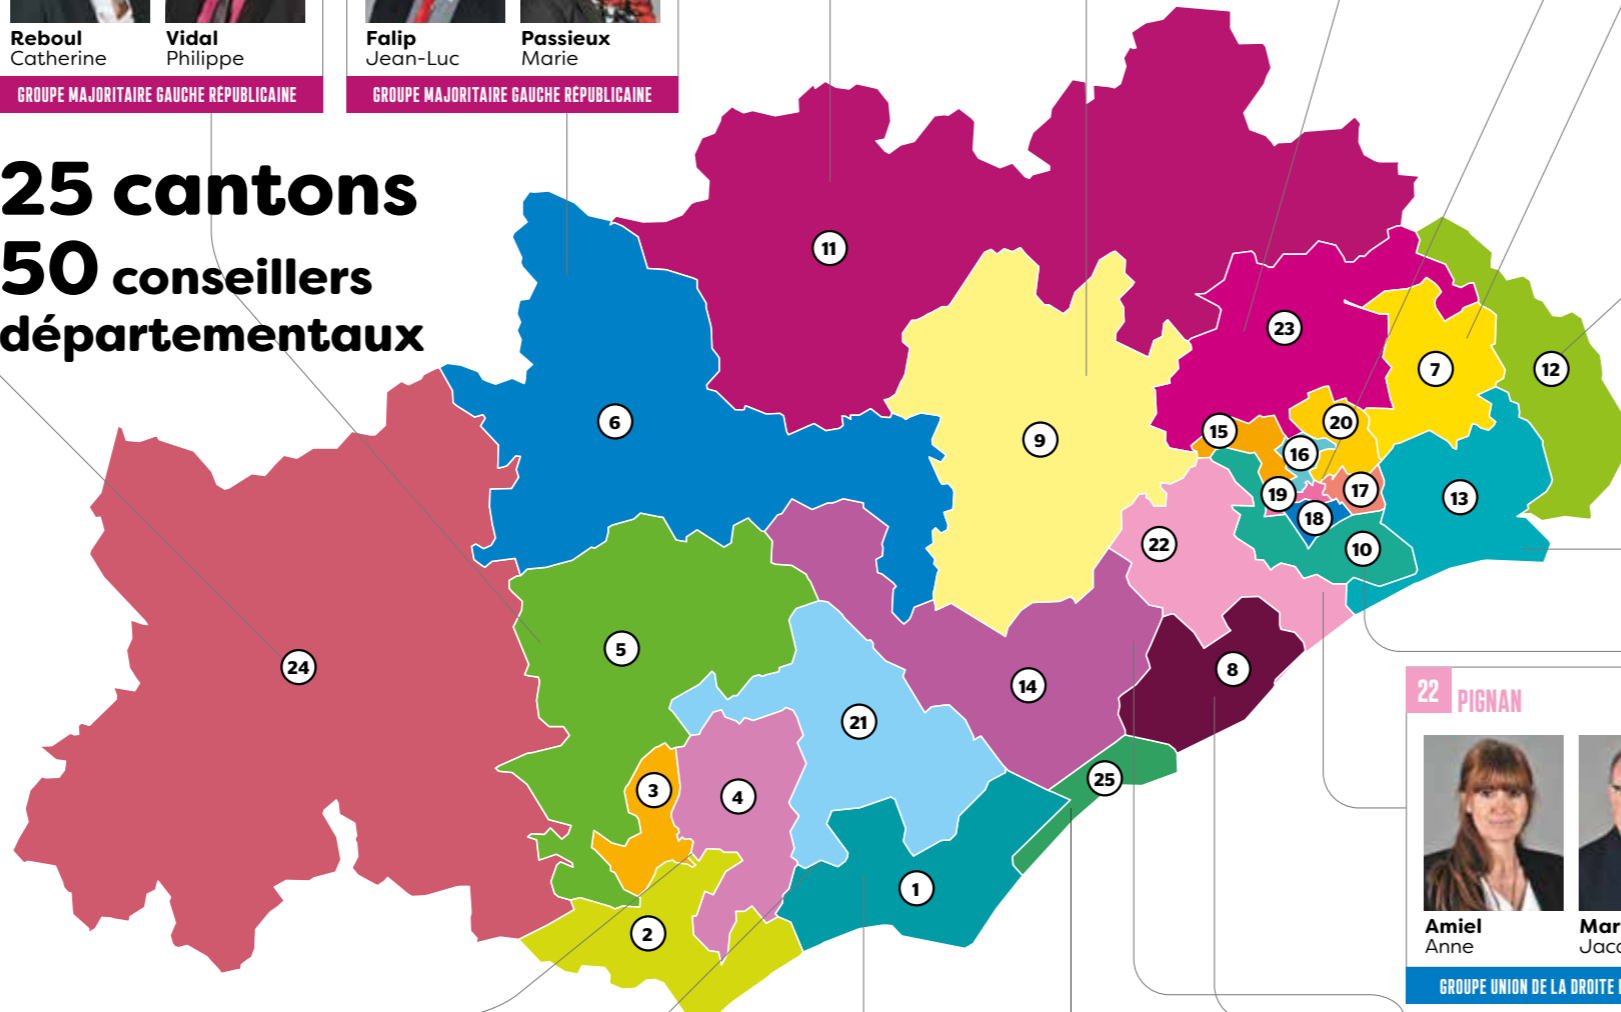 Reboul
Catherine
Vidal
Philippe
GROUPE MAJORITAIRE GAUCHE RÉPUBLICAINE
Falip
Jean-Luc
Passieux
Marie
GROUPE MAJORITAIRE GAUCHE RÉPUBLICAINE
25 cantons
50 conseillers
départementaux
11
23
7
12
6
9
15
20
16
19
17
18
13
10
22
5
24
14
8
21
25
3
4
1
2
22 PIGNAN
Amiel
Anne
Mar
Jac
GROUPE UNION DE LA DROITE